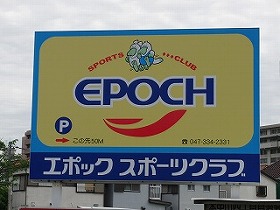 SPORTS CLUB
EPOCH
P
この先50M
☎ 047-334-2331
エポック スポーツクラブ